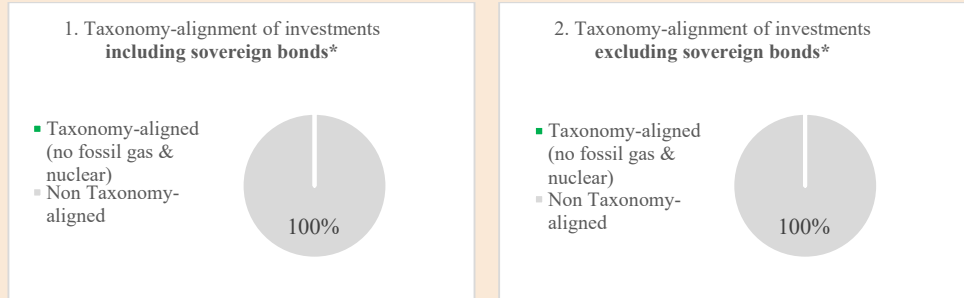 1. Taxonomy-alignment of investments
including sovereign bonds*
Taxonomy-aligned
(no fossil gas &
nuclear)
Non Taxonomy-
aligned
100%
2. Taxonomy-alignment of investments
excluding sovereign bonds*
Taxonomy-aligned
(no fossil gas &
nuclear)
Non Taxonomy-
aligned
100%